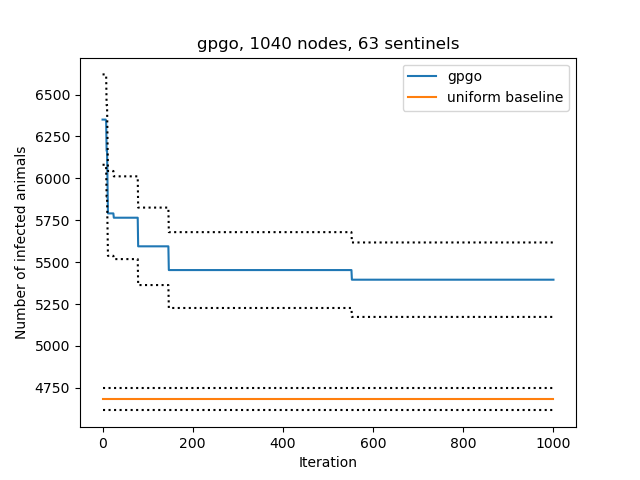 gpgo, 1040 nodes, 63 sentinels
gpgo
uniform baseline
Number of infected animals
6500
6250
6000
5750
5500
5250
5000
4750
0 200 400 600 800 1000
Iteration